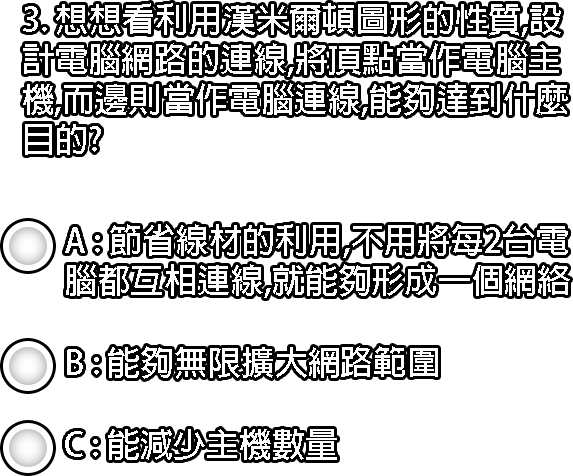 3. 想想看利用漢米爾頓圖形的性質,設
計電腦網路的連線,將頂點當作電腦主
機,而邊則當作電腦連線,能夠達到什麼
目的?
A : 節省線材的利用,不用將每2台電
腦都互相連線,就能夠形成一個網絡
B : 能夠無限擴大網路範圍
C : 能減少主機數量